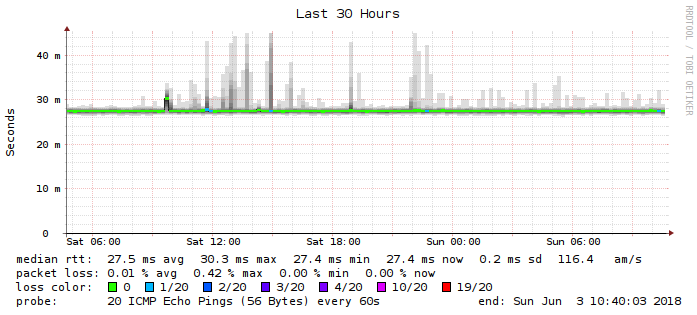 Last 30 Hours
RRDTOOL / TOBI OETIKER
Seconds
40 m
30 m
20 m
10 m
0
Sat 06:00 Sat 12:00 Sat 18:00 Sun 00:00 Sun 06:00
median rtt: 27.5 ms avg 30.3 ms max 27.4 ms min 27.4 ms now 0.2 ms sd 116.4 am/s
packet loss: 0.01 % avg 0.42 % max 0.00 % min 0.00 % now
loss color: 0 1/20 2/20 3/20 4/20 10/20 19/20
probe: 20 ICMP Echo Pings (56 Bytes) every 60s end: Sun Jun 3 10:40:03 2018